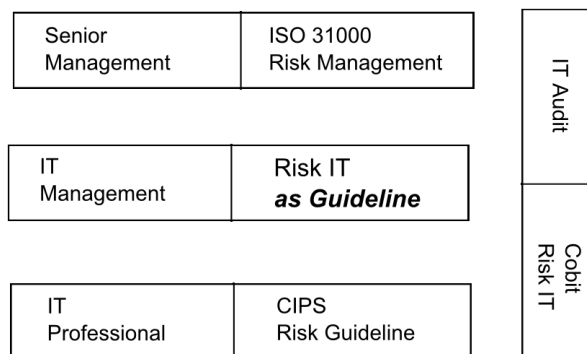 Senior
Management
ISO 31000
Risk Management
IT
Management
Risk IT
as Guideline
IT
Professional
CIPS
Risk Guideline
IT Audit
Cobit
Risk IT